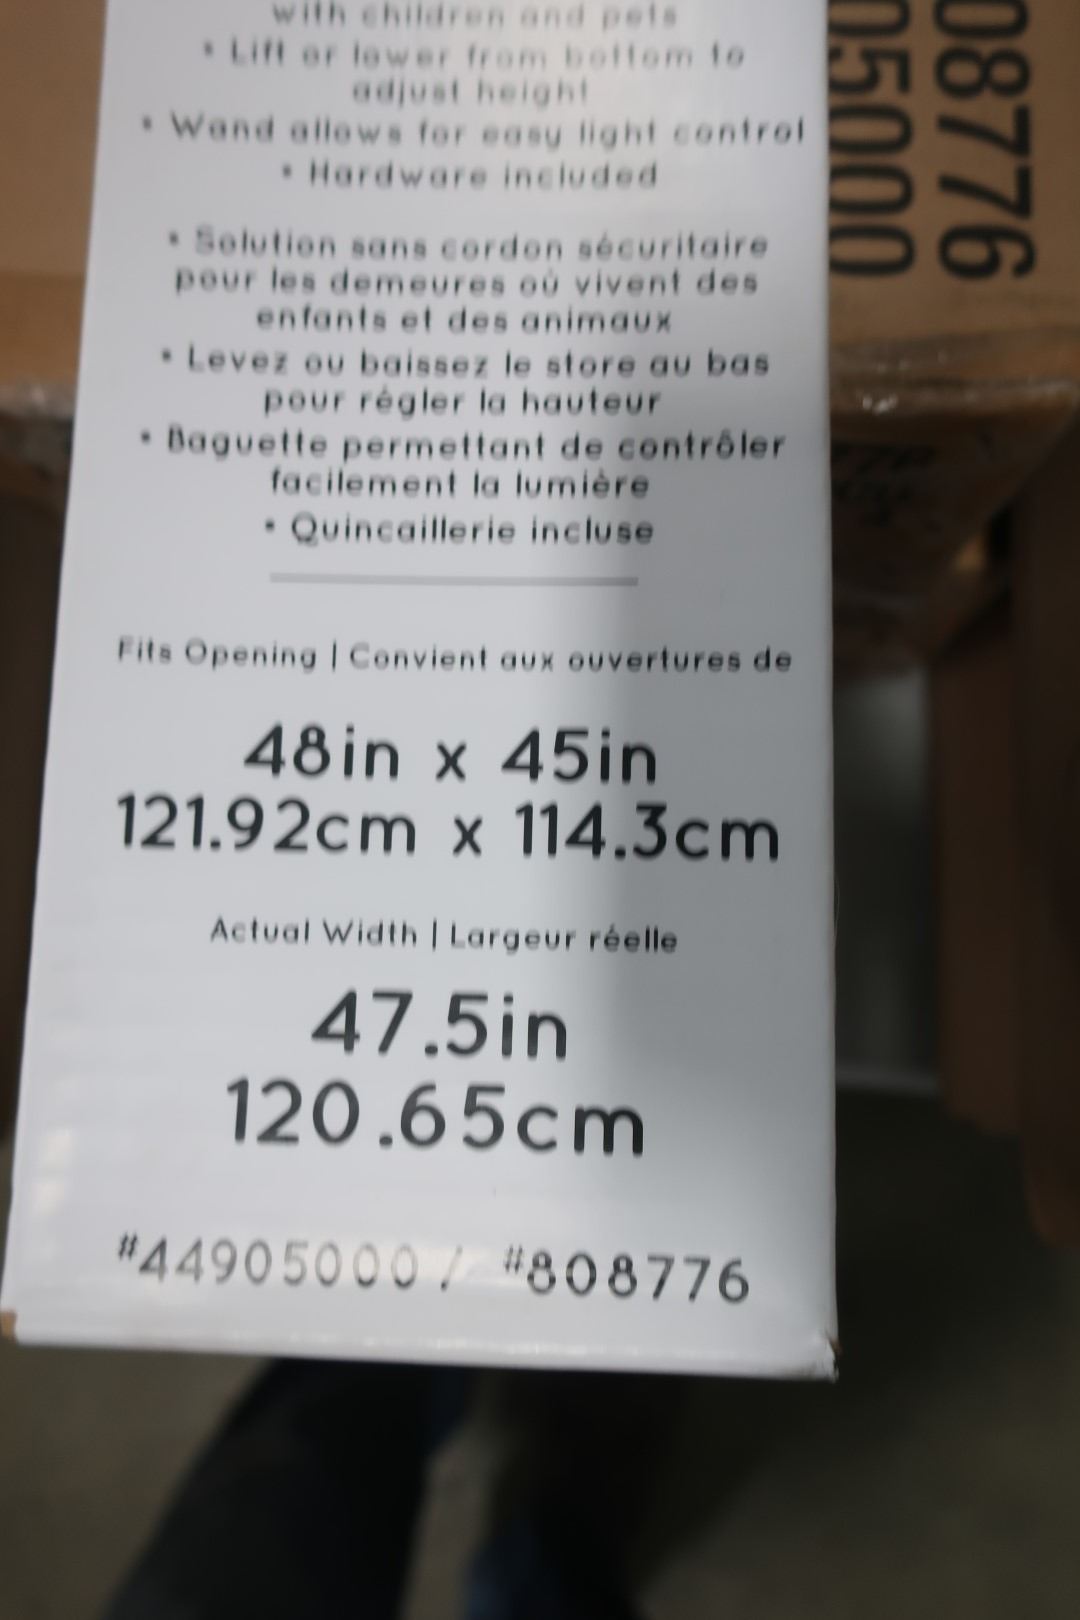 with children and pets
• Lift or lower from bottom to
adjust height
• Wand allows for easy light control
• Hardware included
• Solution sans cordon sécuritaire
pour les demeures où vivent des
enfants et des animaux
• Levez ou baissez le store au bas
pour régler la hauteur
• Baguette permettant de contrôler
facilement la lumière
• Quincaillerie incluse
Fits Opening | Convient aux ouvertures de
48in x 45in
121.92cm x 114.3cm
Actual Width | Largeur réelle
47.5in
120.65cm
#44905000 / #808776
08776
05000